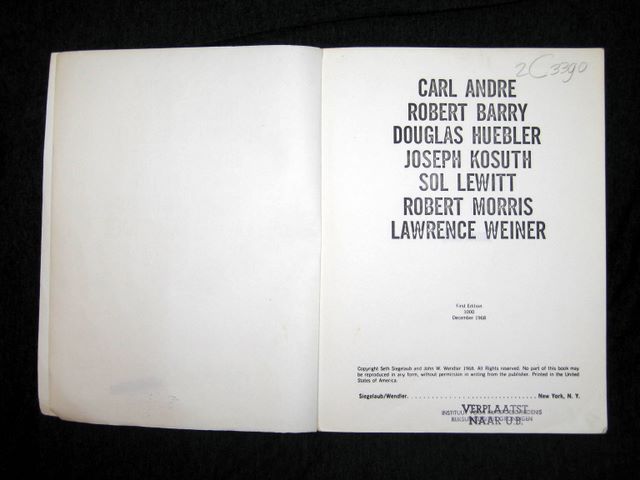 2C3390
CARL ANDRE
ROBERT BARRY
DOUGLAS HUEBLER
JOSEPH KOSUTH
SOL LEWITT
ROBERT MORRIS
LAWRENCE WEINER
First Edition
1000
December 1968
Copyright Seth Siegelaub and John W. Wendler 1968. All Rights reserved. No part of this book may
be reproduced in any form, without permission in writing from the publisher. Printed in the United
States of America.
Siegelaub/Wendler. . . . . . . . . . . . . . . . . . . . . . . . . . . . . . . New York, N. Y.
VERPLAATST
INSTITUUT
NAAR U.B.